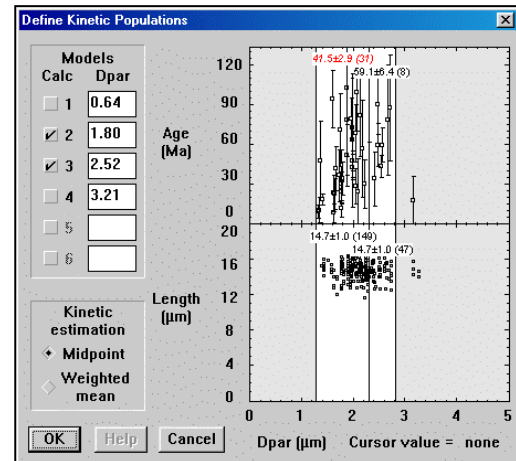 Define Kinetic Populations
Models
Calc Dpar
1 0.64
2 1.80
3 2.52
4 3.21
5
6
Kinetic
estimation
Midpoint
Weighted
mean
OK Help Cancel
41.5±2.9 (31)
59.1±6.4 (8)
Age
(Ma)
120
90
60
30
0
14.7±1.0 (149)
14.7±1.0 (47)
Length
(µm)
20
16
12
8
4
0
0 1 2 3 4 5
Dpar (µm) Cursor value = none